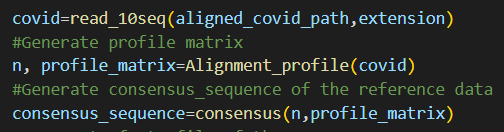 covid=read_10seq(aligned_covid_path,extension)
#Generate profile matrix
n, profile_matrix=Alignment_profile(covid)
#Generate consensus_sequence of the reference data
consensus_sequence=consensus(n,profile_matrix)